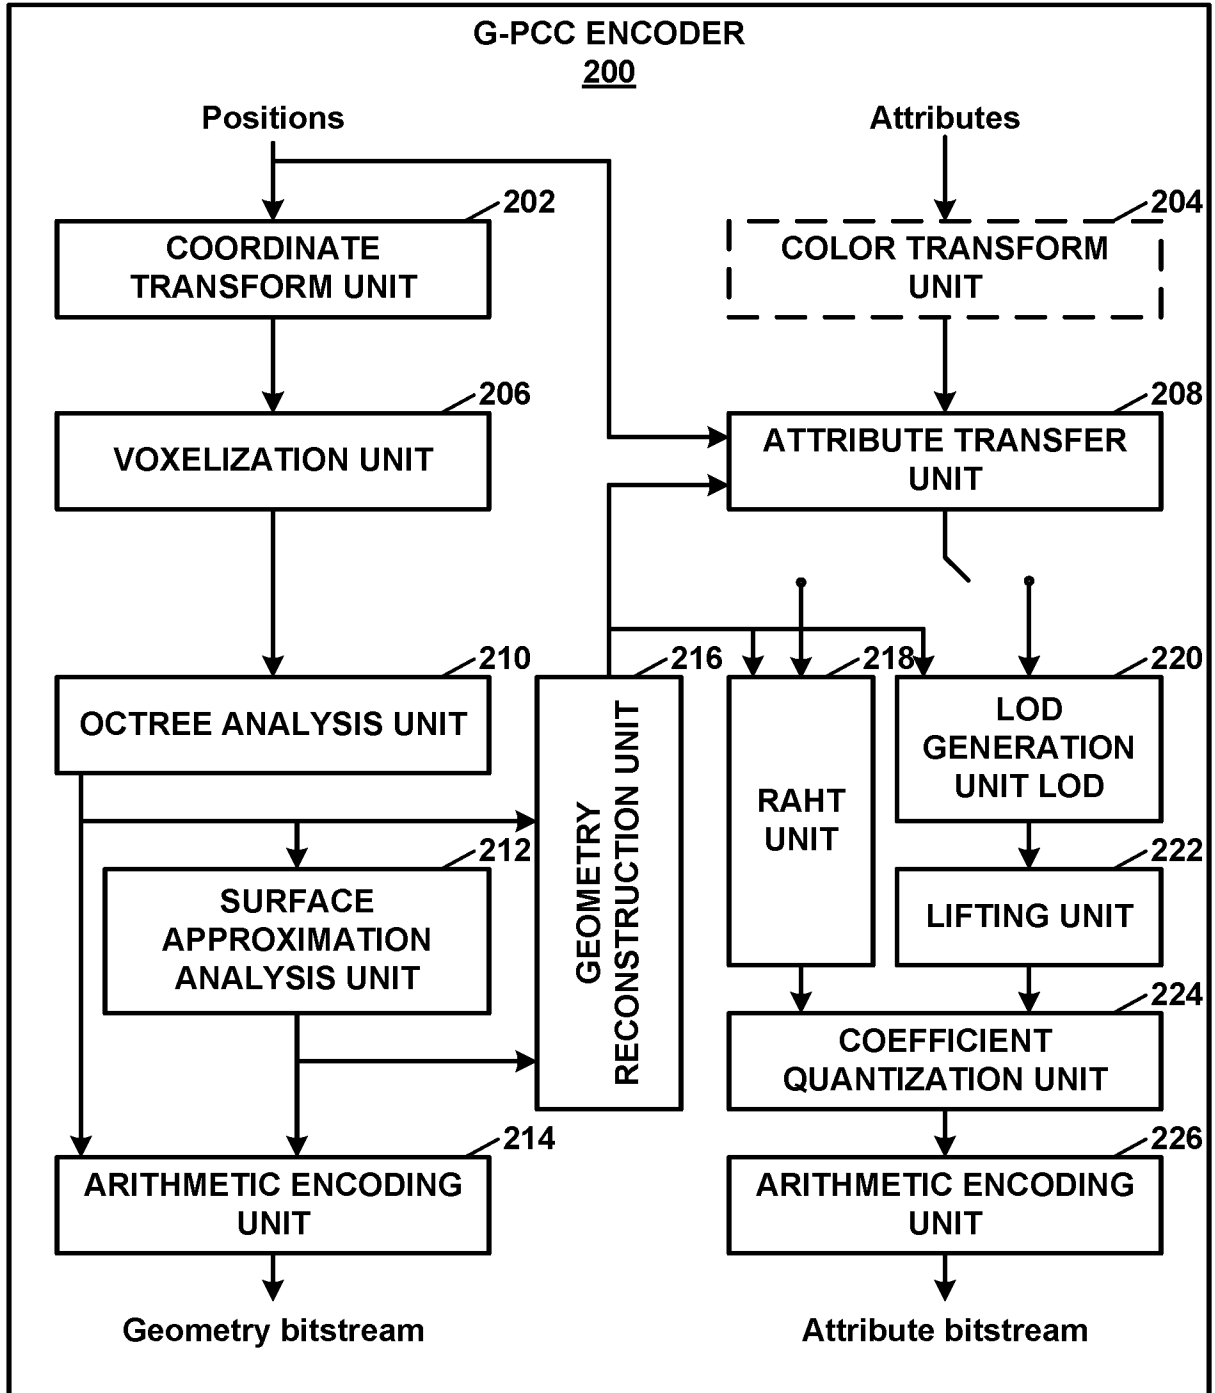 G-PCC ENCODER
200
Positions
Attributes
202
COORDINATE
TRANSFORM UNIT
204
COLOR TRANSFORM
UNIT
206
VOXELIZATION UNIT
208
ATTRIBUTE TRANSFER
UNIT
210
OCTREE ANALYSIS UNIT
216
GEOMETRY
RECONSTRUCTION UNIT
218
RAHT
UNIT
220
LOD
GENERATION
UNIT LOD
212
SURFACE
APPROXIMATION
ANALYSIS UNIT
222
LIFTING UNIT
224
COEFFICIENT
QUANTIZATION UNIT
214
ARITHMETIC ENCODING
UNIT
226
ARITHMETIC ENCODING
UNIT
Geometry bitstream
Attribute bitstream